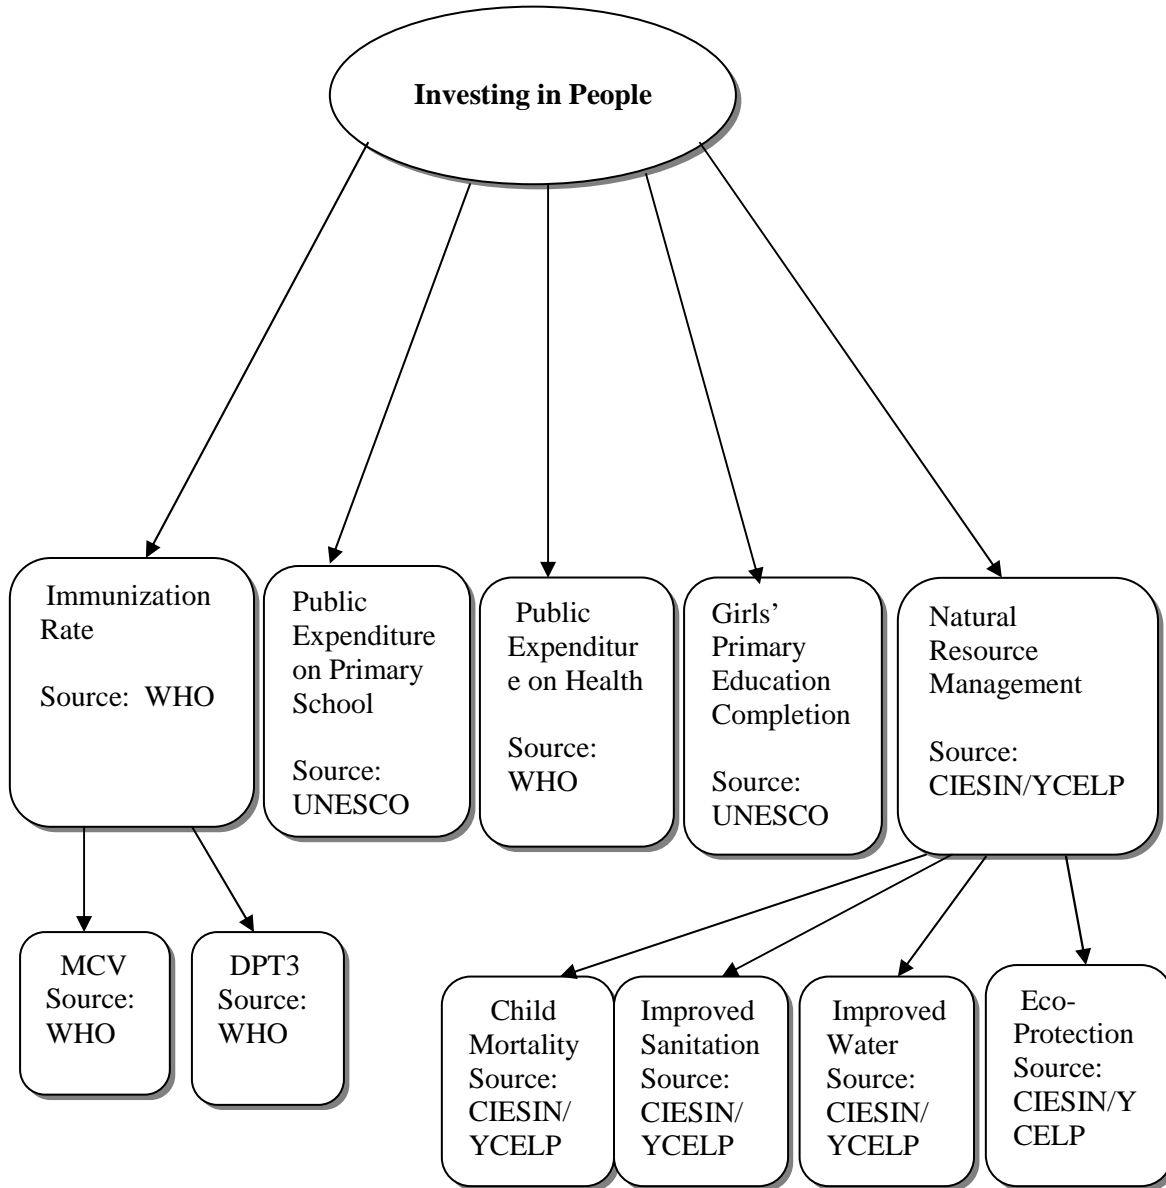 Investing in People
Immunization
Rate
Source: WHO
Public
Expenditure
on Primary
School
Source:
UNESCO
Public
Expenditur
e on Health
Source:
WHO
Girls’
Primary
Education
Completion
Source:
UNESCO
Natural
Resource
Management
Source:
CIESIN/YCELP
MCV
Source:
WHO
DPT3
Source:
WHO
Child
Mortality
Source:
CIESIN/
YCELP
Improved
Sanitation
Source:
CIESIN/
YCELP
Improved
Water
Source:
CIESIN/
YCELP
Eco-
Protection
Source:
CIESIN/Y
CELP